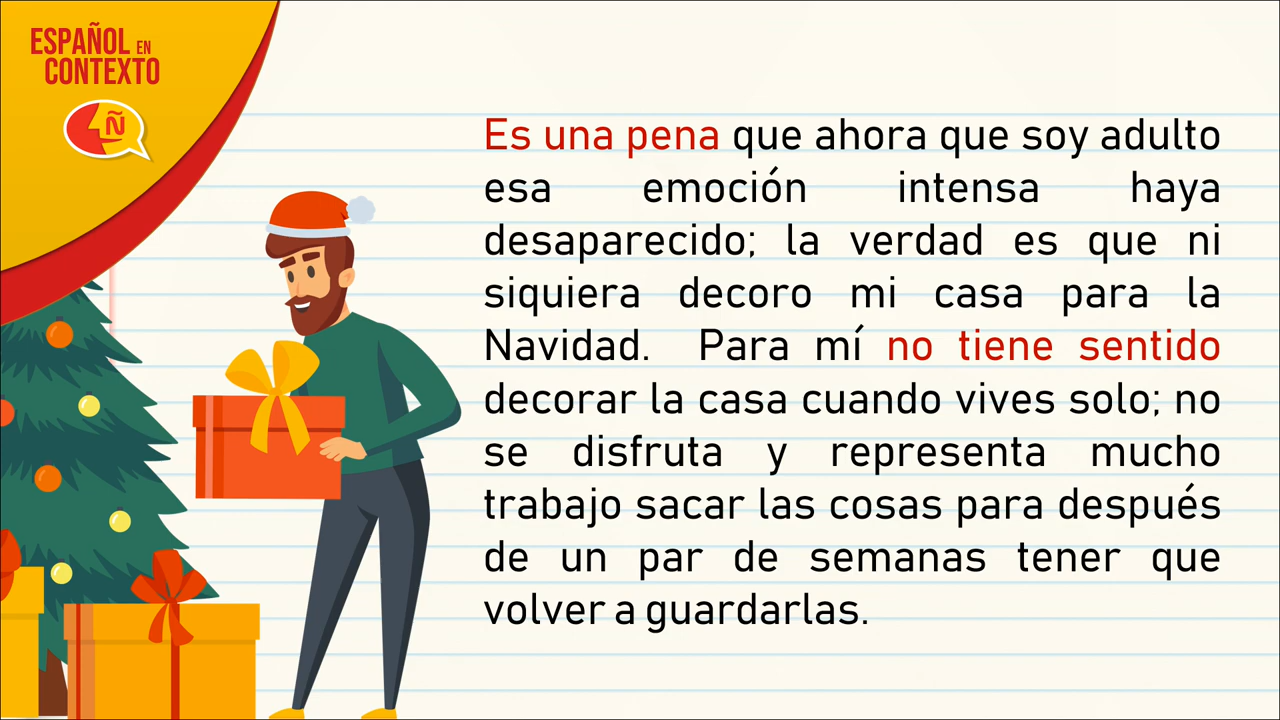 ESPAÑOL EN
CONTEXTO
Ñ
Es una pena que ahora que soy adulto
esa emoción intensa haya
desaparecido; la verdad es que ni
siquiera decoro mi casa para la
Navidad. Para mí no tiene sentido
decorar la casa cuando vives solo; no
se disfruta y representa mucho
trabajo sacar las cosas para después
de un par de semanas tener que
volver a guardarlas.